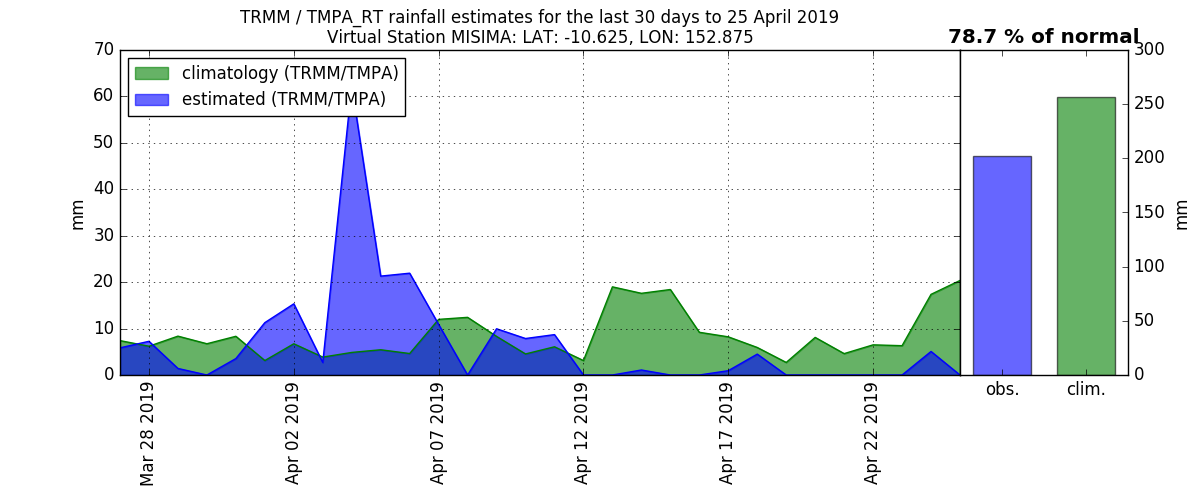 TRMM / TMPA_RT rainfall estimates for the last 30 days to 25 April 2019
Virtual Station MISIMA: LAT: -10.625, LON: 152.875
78.7 % of normal
climatology (TRMM/TMPA)
estimated (TRMM/TMPA)
70
60
50
40
30
20
10
0
mm
Mar 28 2019
Apr 02 2019
Apr 07 2019
Apr 12 2019
Apr 17 2019
Apr 22 2019
300
250
200
150
100
50
0
mm
obs.
clim.